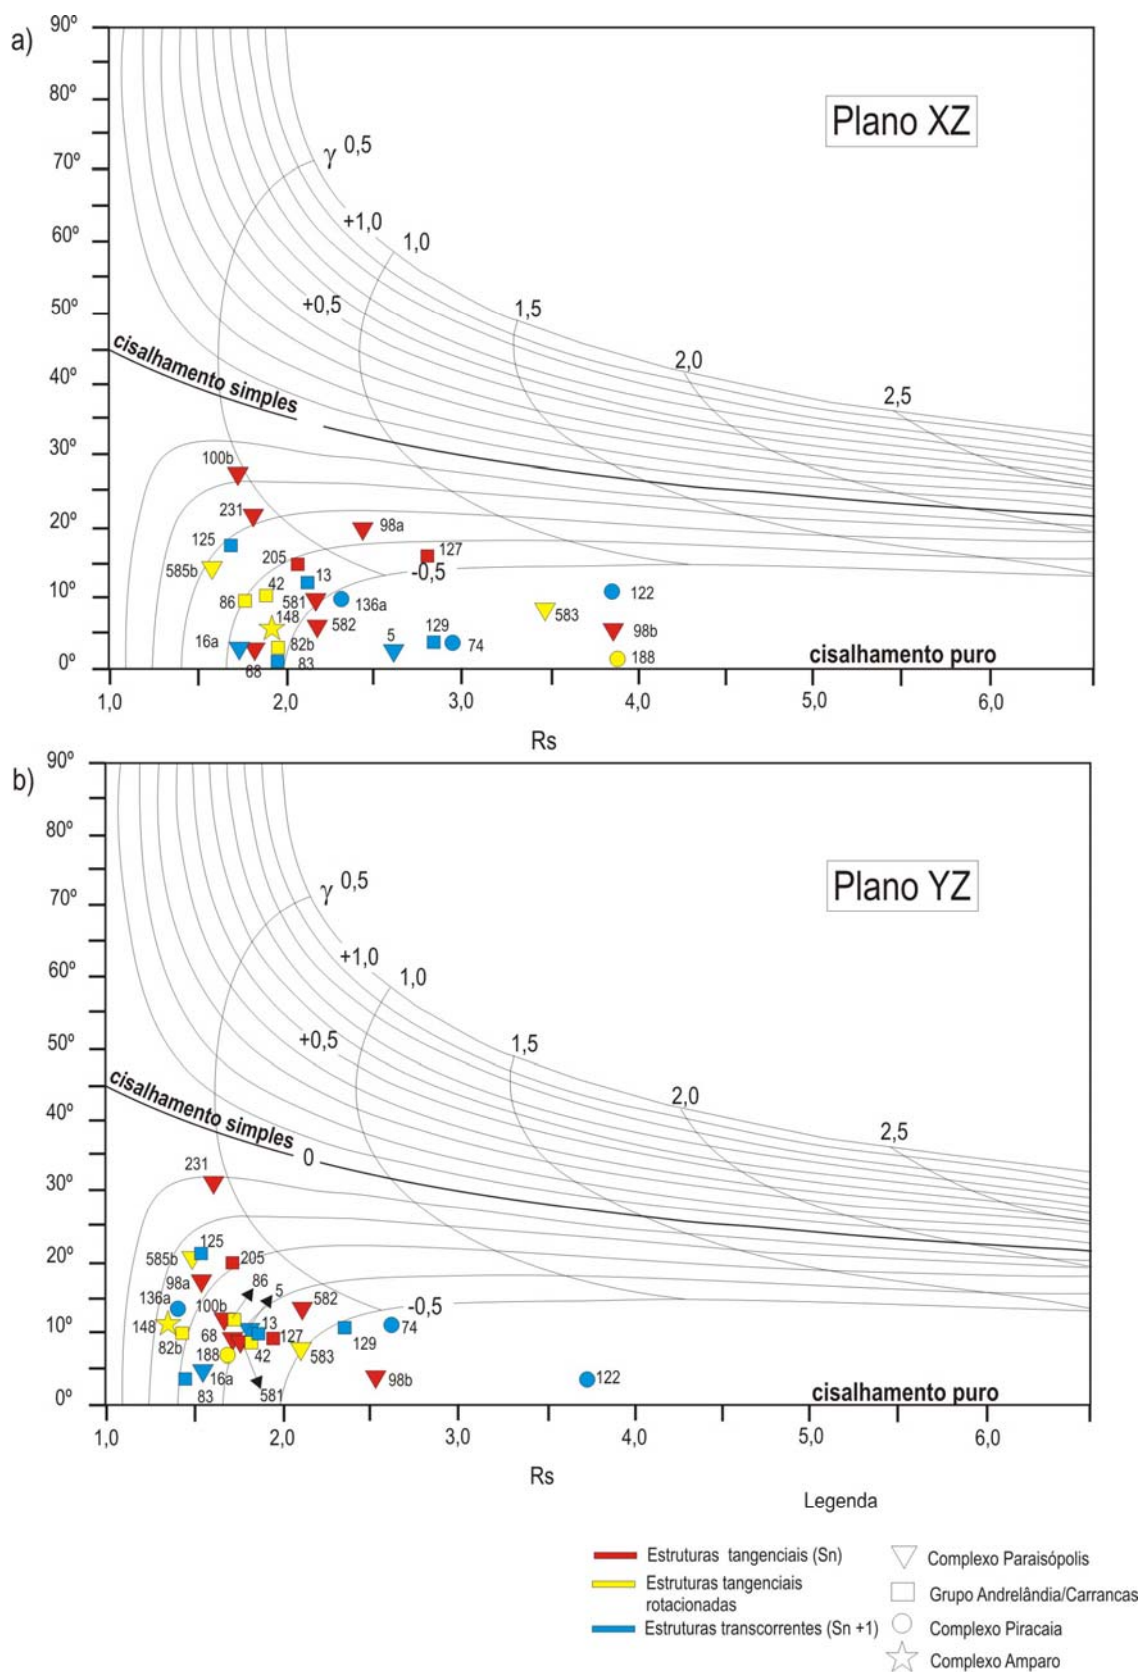 a)
90º
80º
70º
60º
50º
40º
30º
20º
10º
0º
Plano XZ
γ 0,5
+1,0
1,0
+0,5
1,5
2,0
2,5
cisalhamento simples
100b
231
98a
125
205
127
585b
-0,5
42
13
86
581
136a
122
148
583
582
129
98b
16a
82b
5
74
88
83
188
cisalhamento puro
1,0 2,0 3,0 4,0 5,0 6,0
Rs
b)
90º
80º
70º
60º
50º
40º
30º
20º
10º
0º
Plano YZ
γ 0,5
+1,0
1,0
+0,5
1,5
2,0
2,5
cisalhamento simples
0
231
125
585b
205
98a
86
5
136a
100b
582
-0,5
148
13
74
68
127
129
82b
42
583
188
16a
98b
122
83
581
cisalhamento puro
1,0 2,0 3,0 4,0 5,0 6,0
Rs
Legenda
Estruturas tangenciais (Sn)
Estruturas tangenciais
rotacionadas
Estruturas transcorrentes (Sn +1)
Complexo Paraisópolis
Grupo Andrelândia/Carrancas
Complexo Piracaia
Complexo Amparo